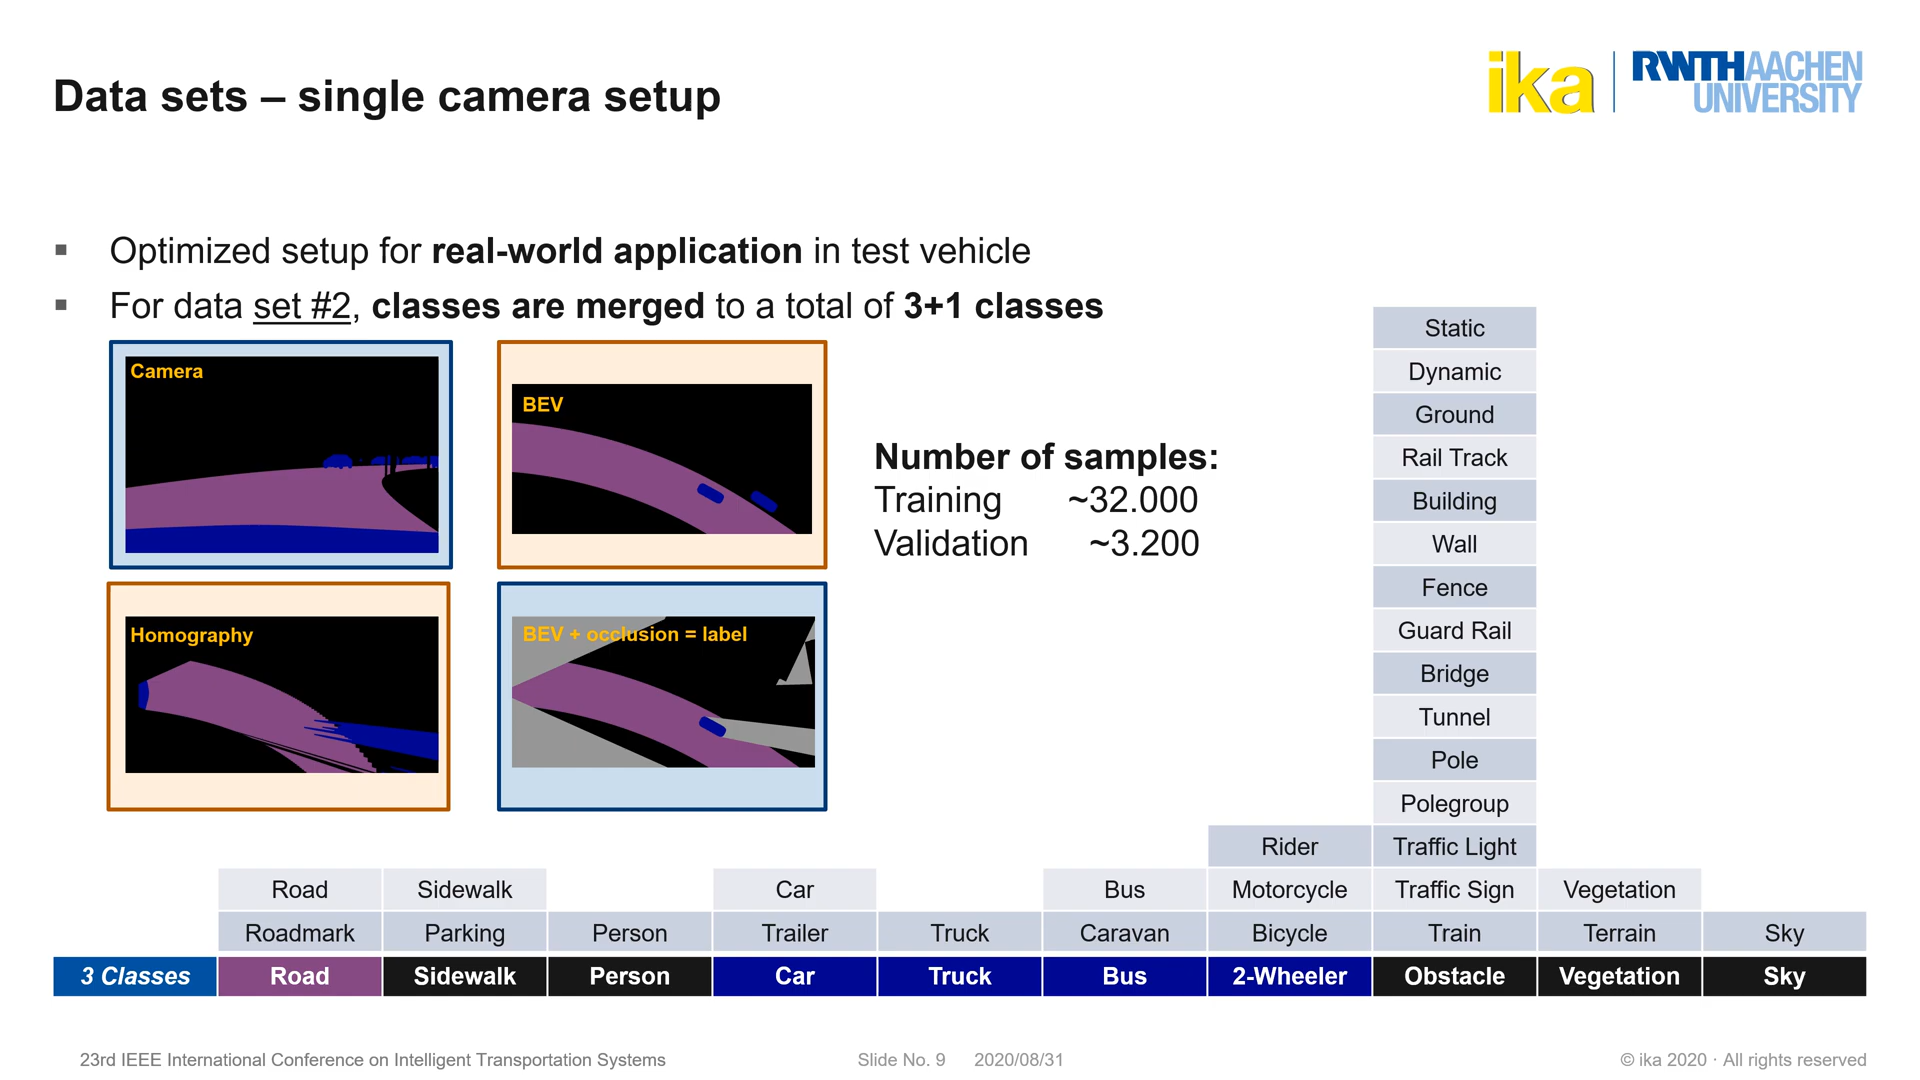 Data sets – single camera setup
ika
RWTHAACHEN
UNIVERSITY
▪ Optimized setup for real-world application in test vehicle
▪ For data set #2, classes are merged to a total of 3+1 classes
Camera
BEV
Homography
BEV + occlusion = label
Number of samples:
Training ~32.000
Validation ~3.200
Static
Dynamic
Ground
Rail Track
Building
Wall
Fence
Guard Rail
Bridge
Tunnel
Pole
Polegroup
Rider Traffic Light
Road Sidewalk Car Bus Motorcycle Traffic Sign Vegetation
Roadmark Parking Person Trailer Truck Caravan Bicycle Train Terrain Sky
3 Classes Road Sidewalk Person Car Truck Bus 2-Wheeler Obstacle Vegetation Sky
23rd IEEE International Conference on Intelligent Transportation Systems Slide No. 9 2020/08/31 © ika 2020 · All rights reserved